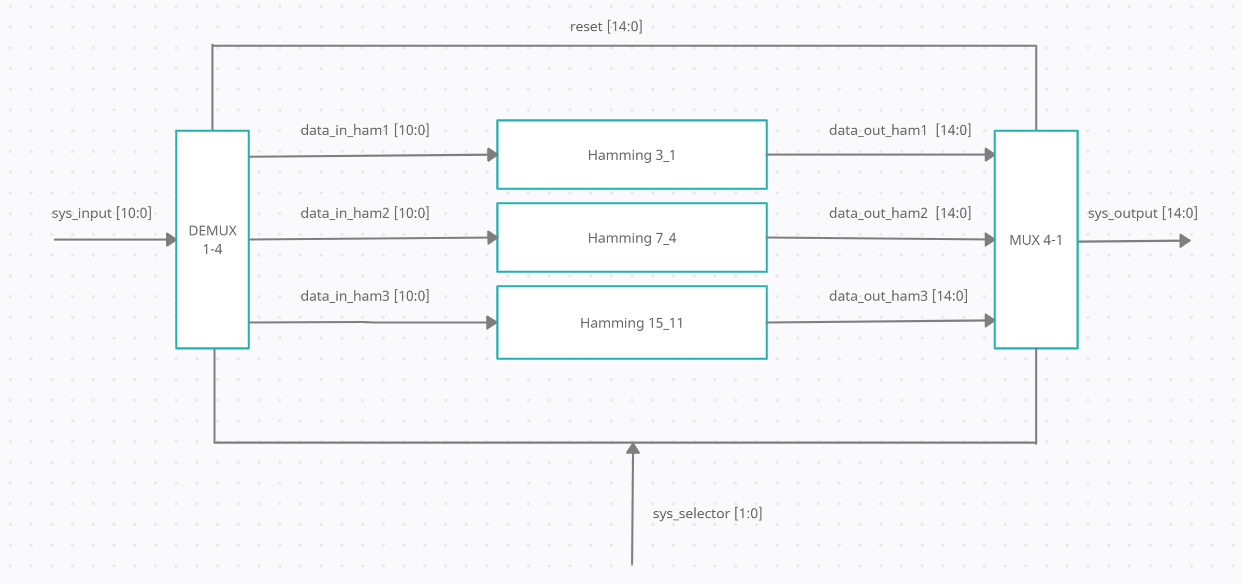 reset [14:0]
data_in_ham1 [10:0]
Hamming 3_1
data_out_ham1 [14:0]
sys_input [10:0]
DEMUX
1-4
data_in_ham2 [10:0]
Hamming 7_4
data_out_ham2 [14:0]
MUX 4-1
sys_output [14:0]
data_in_ham3 [10:0]
Hamming 15_11
data_out_ham3 [14:0]
sys_selector [1:0]